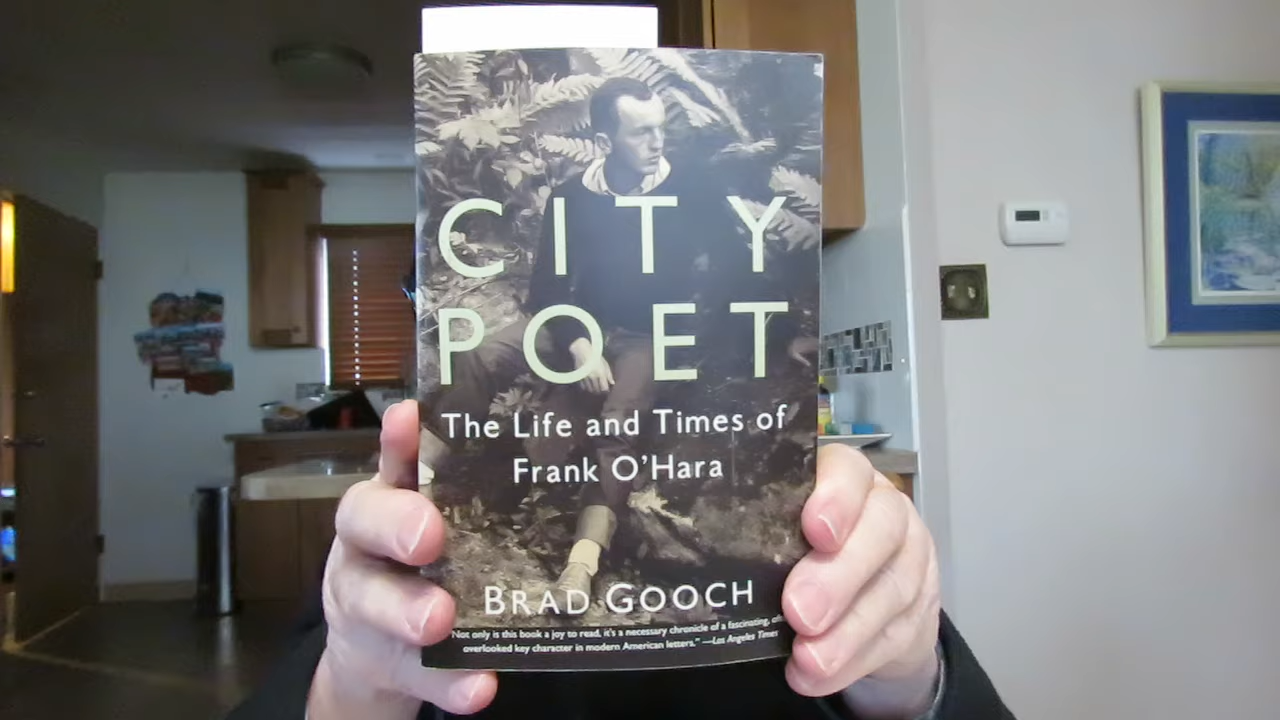 CITY
POET
The Life and Times of
Frank O'Hara
BRAD GOOCH
Not only is this book a joy to read, it's a necessary chronicle of a fascinating,
overlooked key character in modern American letters." —Los Angeles Times